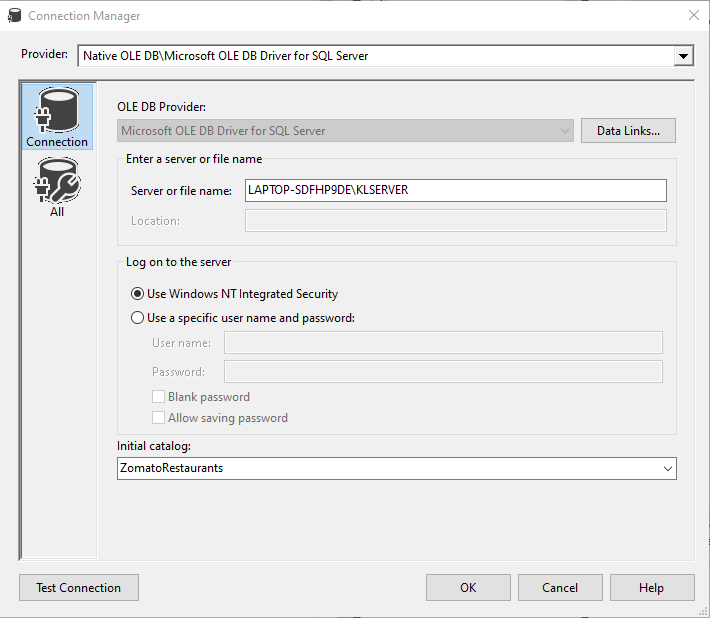 Connection Manager
Provider: Native OLE DB\Microsoft OLE DB Driver for SQL Server
Connection
All
OLE DB Provider:
Microsoft OLE DB Driver for SQL Server
Data Links...
Enter a server or file name
Server or file name: LAPTOP-SDFHP9DE\KLSERVER
Location:
Log on to the server
Use Windows NT Integrated Security
Use a specific user name and password:
User name:
Password:
Blank password
Allow saving password
Initial catalog:
ZomatoRestaurants
Test Connection OK Cancel Help